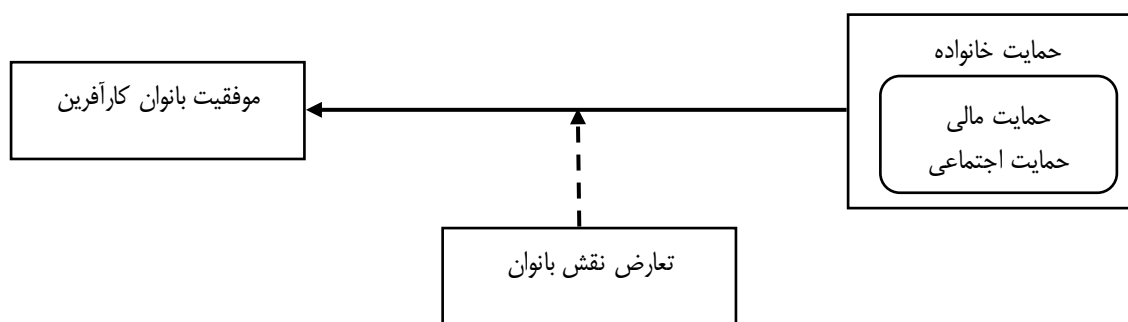 حمایت خانواده
حمایت مالی
حمایت اجتماعی
موفقیت بانوان کارآفرین
تعارض نقش بانوان